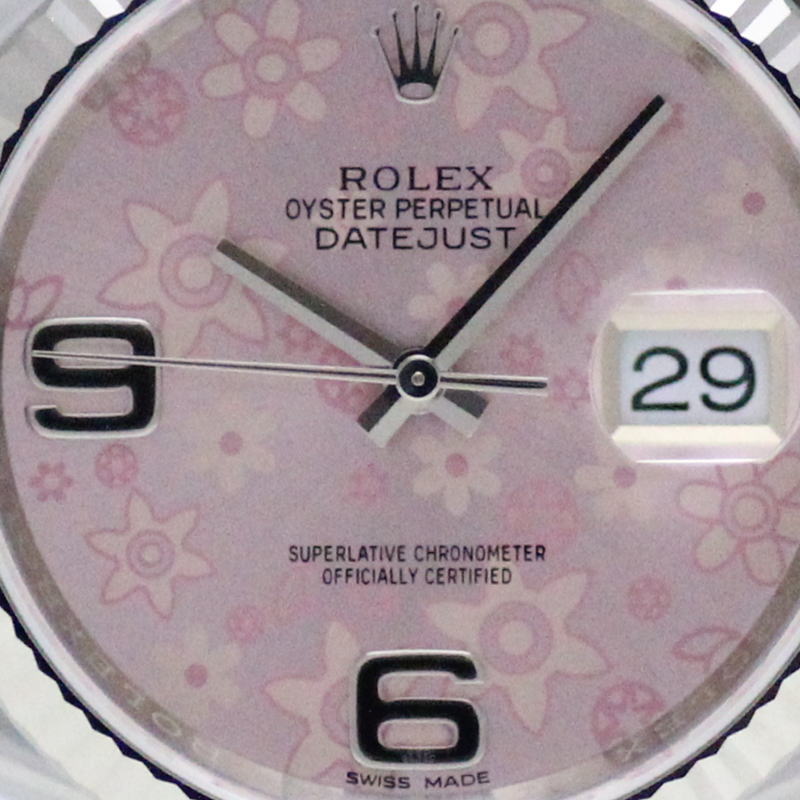 ROLEX
OYSTER PERPETUAL
DATEJUST
9
29
SUPERLATIVE CHRONOMETER
OFFICIALLY CERTIFIED
6
SWISS MADE